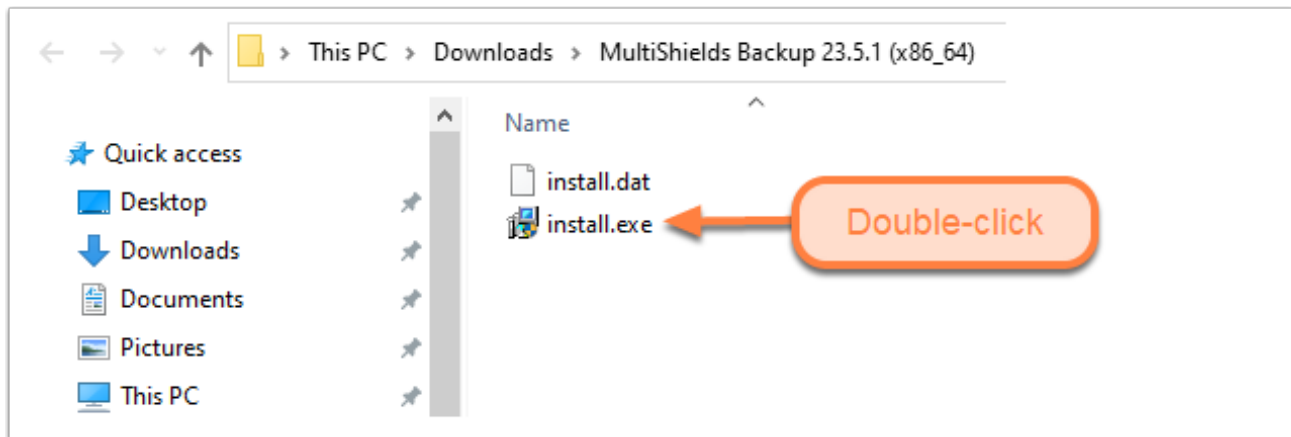 This PC > Downloads > MultiShields Backup 23.5.1 (x86_64)
Name
Quick access
install.dat
Desktop
install.exe
Double-click
Downloads
Documents
Pictures
This PC